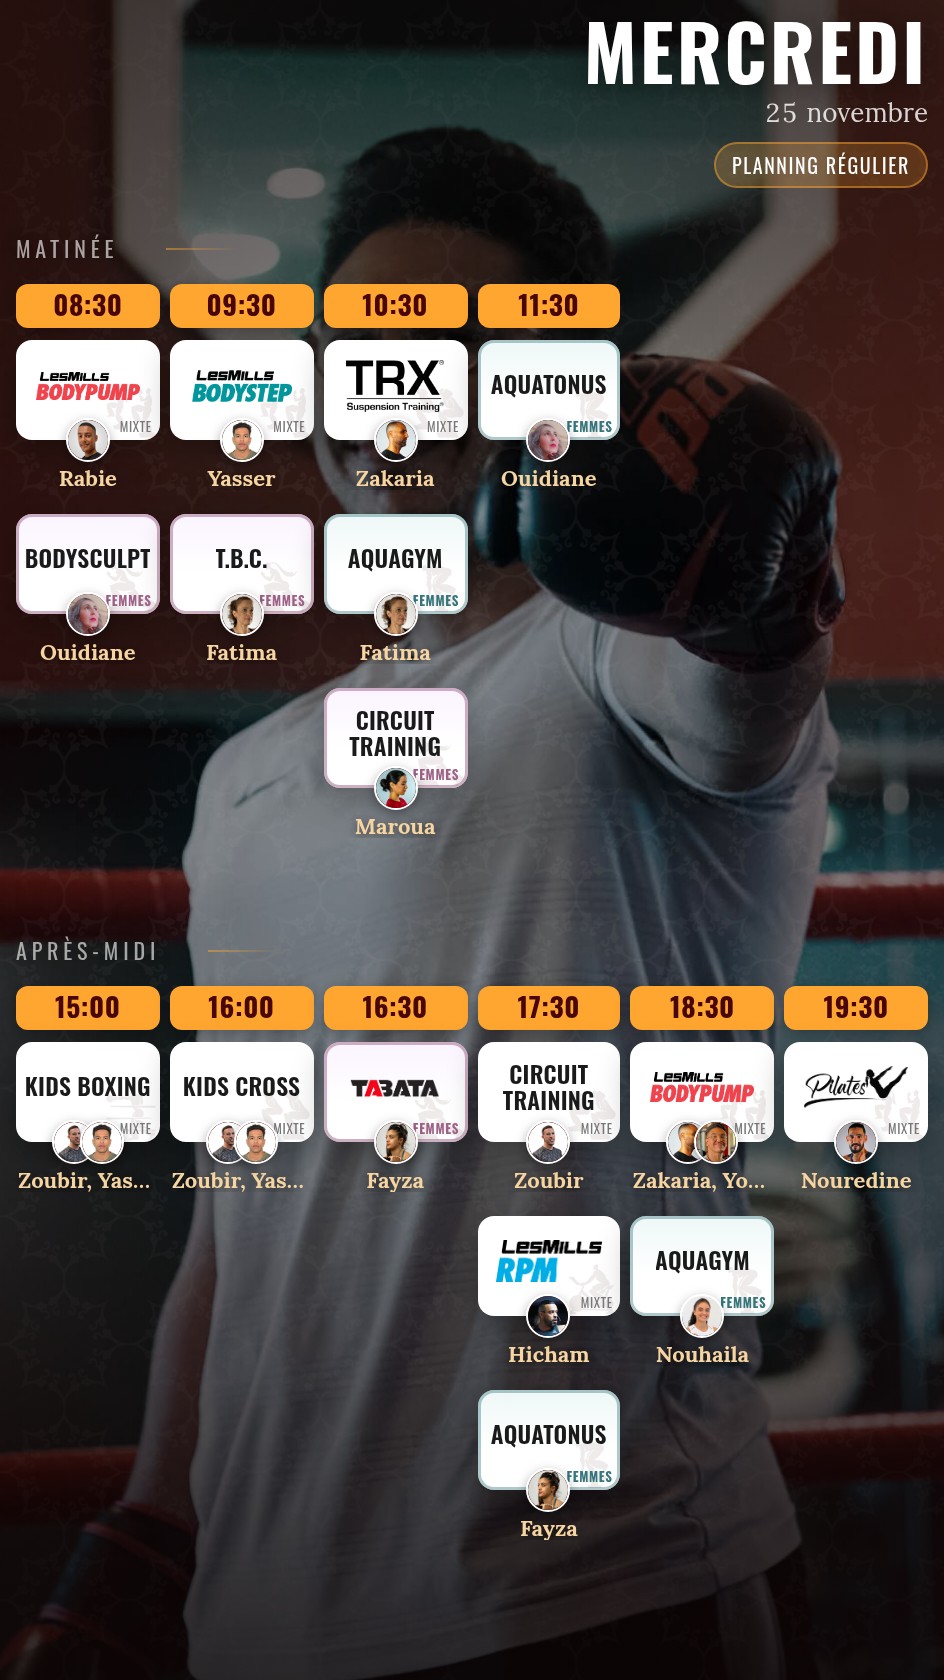 MERCREDI
25 novembre
PLANNING RÉGULIER
MATINÉE
08:30
09:30
10:30
11:30
LESMILLS
BODYPUMP
MIXTE
Rabie
LESMILLS
BODYSTEP
MIXTE
Yasser
TRX®
Suspension Training®
MIXTE
Zakaria
AQUATONUS
FEMMES
Ouidiane
BODYSCULPT
FEMMES
Ouidiane
T.B.C.
FEMMES
Fatima
AQUAGYM
FEMMES
Fatima
CIRCUIT
TRAINING
FEMMES
Maroua
APRÈS-MIDI
15:00
16:00
16:30
17:30
18:30
19:30
KIDS BOXING
MIXTE
Zoubir, Yas...
KIDS CROSS
MIXTE
Zoubir, Yas...
TABATA
FEMMES
Fayza
CIRCUIT
TRAINING
MIXTE
Zoubir
LESMILLS
BODYPUMP
MIXTE
Zakaria, Yo...
Pilates
MIXTE
Nouredine
LESMILLS
RPM
MIXTE
Hicham
AQUAGYM
FEMMES
Nouhaila
AQUATONUS
FEMMES
Fayza